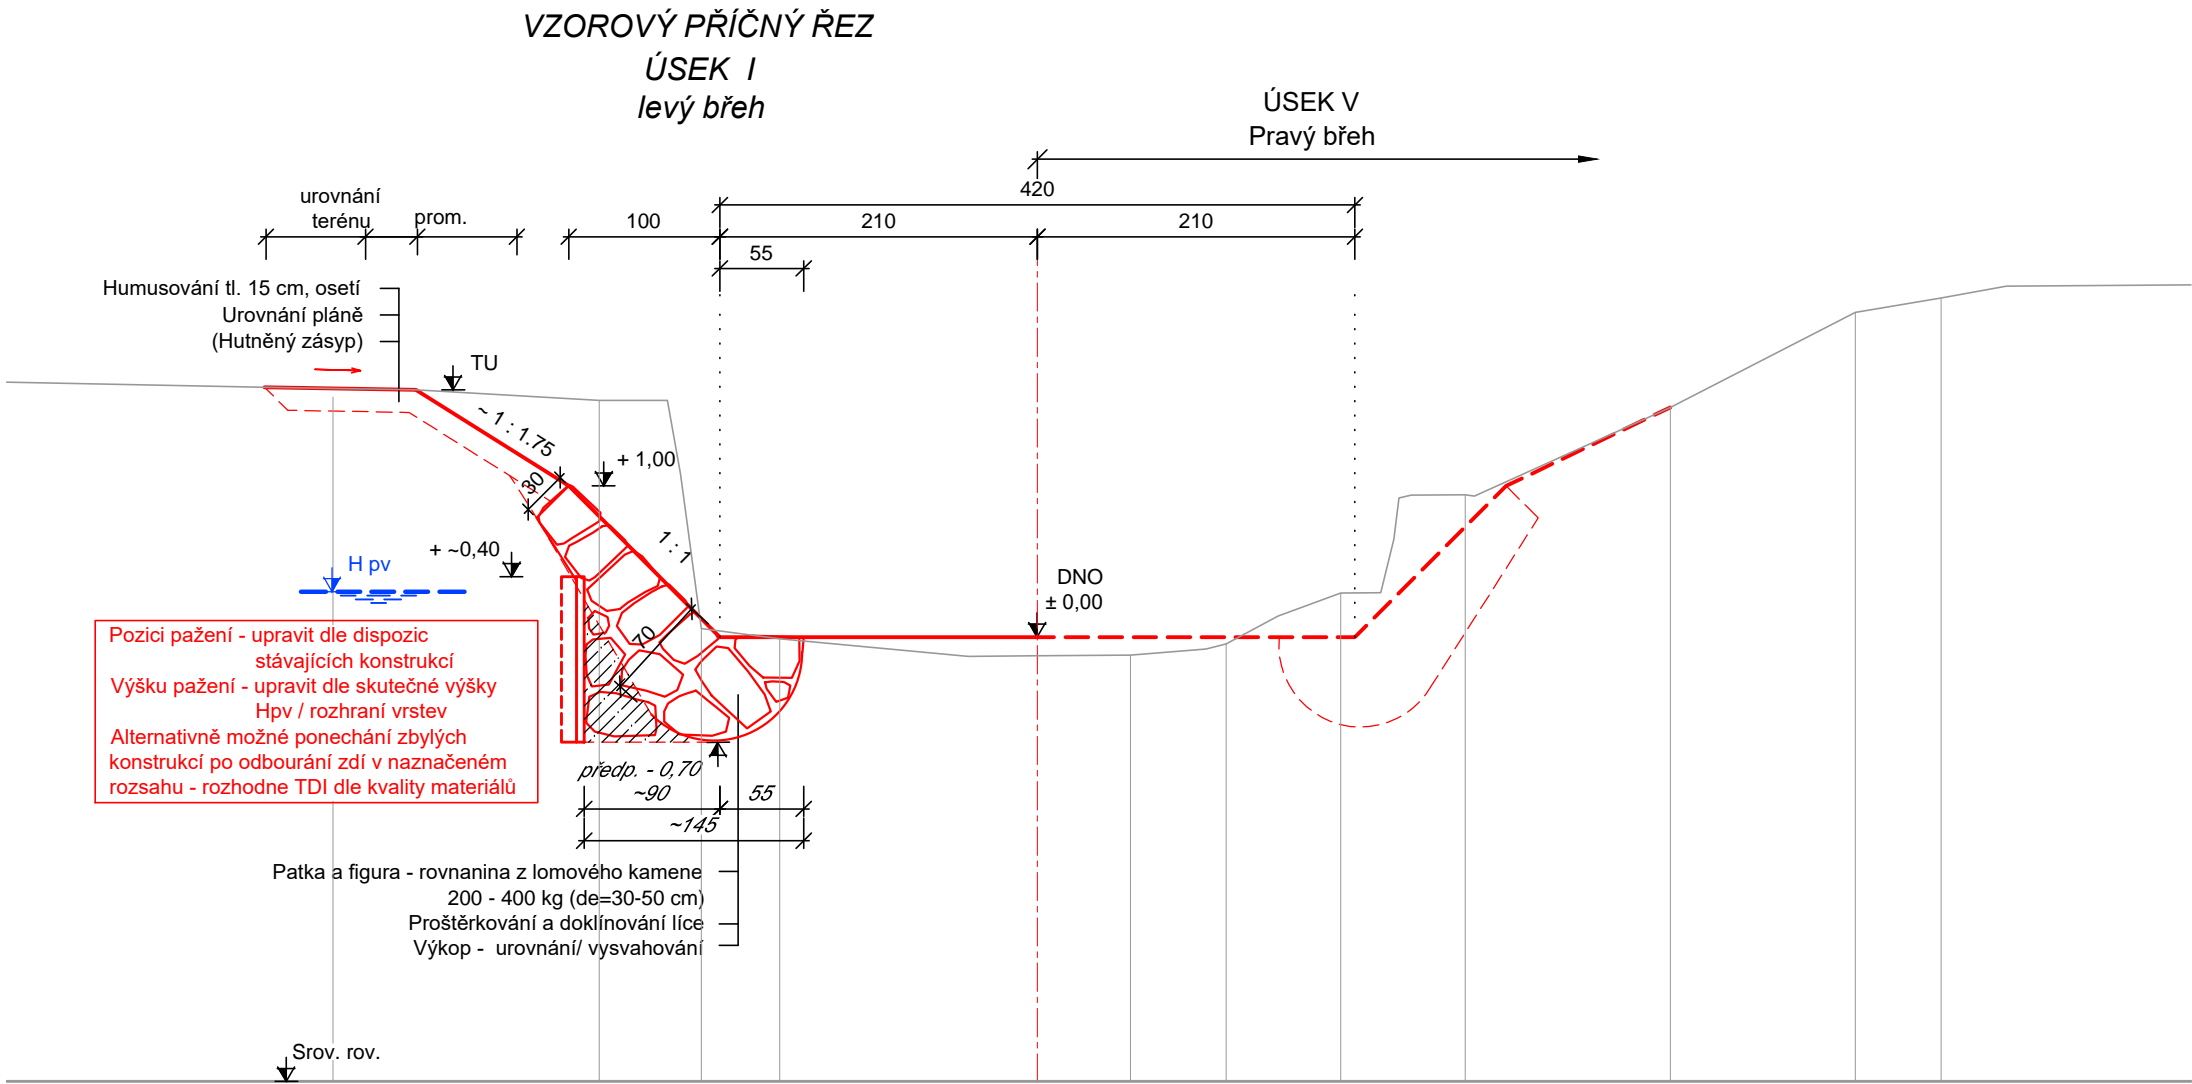 VZOROVÝ PŘÍČNÝ ŘEZ
ÚSEK I
levý břeh
ÚSEK V
Pravý břeh
420
urovnání
terénu
prom.
100
210
210
55
Humusování tl. 15 cm, osetí
Urovnání pláně
(Hutněný zásyp)
TU
~ 1 : 1.75
+ 1,00
30
1 : 1
+ ~0,40
H pv
DNO
± 0,00
70
Pozici pažení - upravit dle dispozic
stávajících konstrukcí
Výšku pažení - upravit dle skutečné výšky
Hpv / rozhraní vrstev
Alternativně možné ponechání zbylých
konstrukcí po odbourání zdí v naznačeném
rozsahu - rozhodne TDI dle kvality materiálů
předp. - 0,70
~90
55
~145
Patka a figura - rovnanina z lomového kamene
200 - 400 kg (de=30-50 cm)
Proštěrkování a doklínování líce
Výkop - urovnání/ vysvahování
Srov. rov.